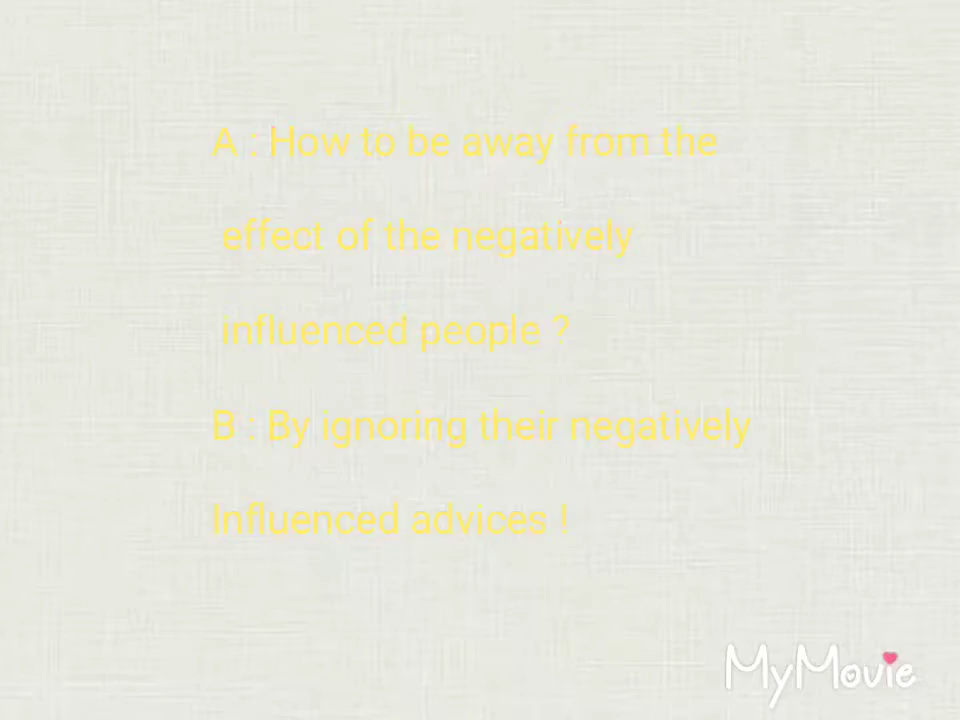 A : How to be away from the
effect of the negatively
influenced people ?
B : By ignoring their negatively
Influenced advices !
MyMovie